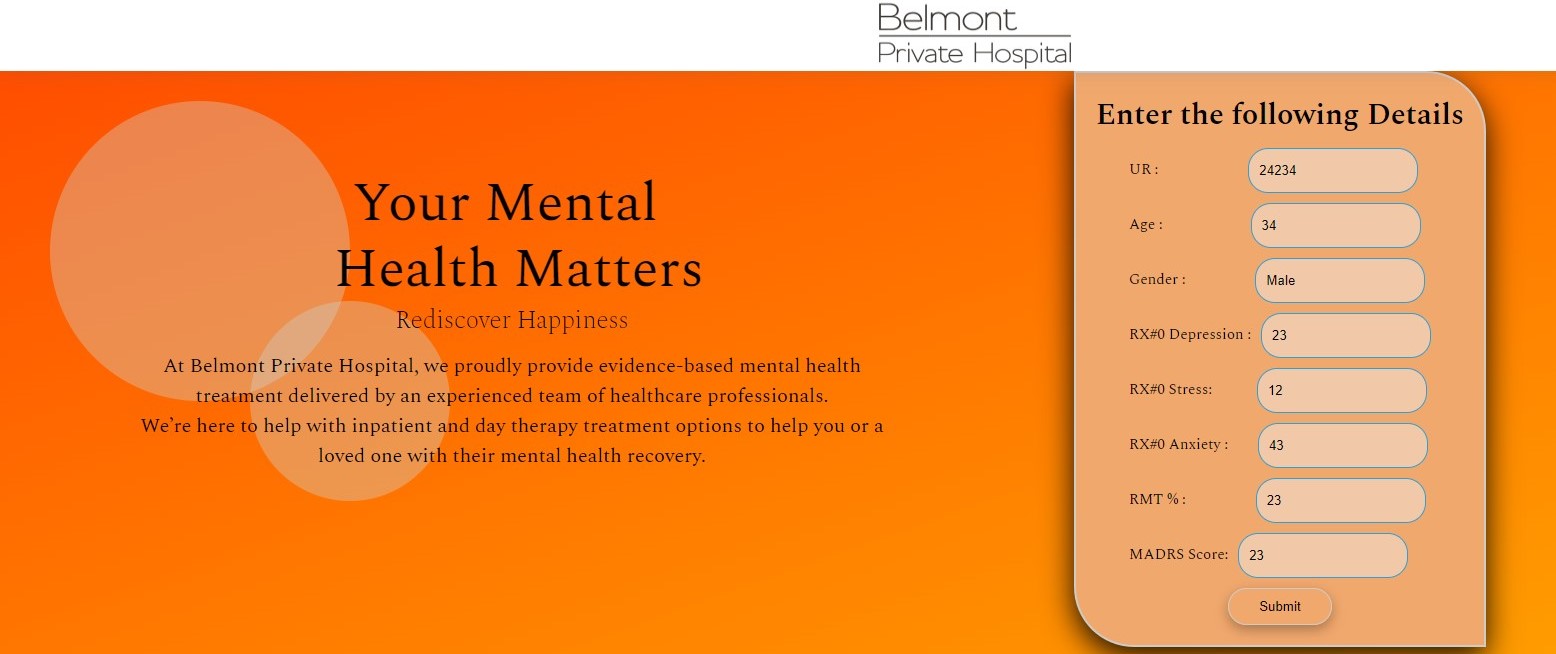 Belmont
Private Hospital
Your Mental
Health Matters
Rediscover Happiness
At Belmont Private Hospital, we proudly provide evidence-based mental health
treatment delivered by an experienced team of healthcare professionals.
We’re here to help with inpatient and day therapy treatment options to help you or a
loved one with their mental health recovery.
Enter the following Details
UR : 24234
Age : 34
Gender : Male
RX#0 Depression : 23
RX#0 Stress: 12
RX#0 Anxiety : 43
RMT % : 23
MADRS Score: 23
Submit